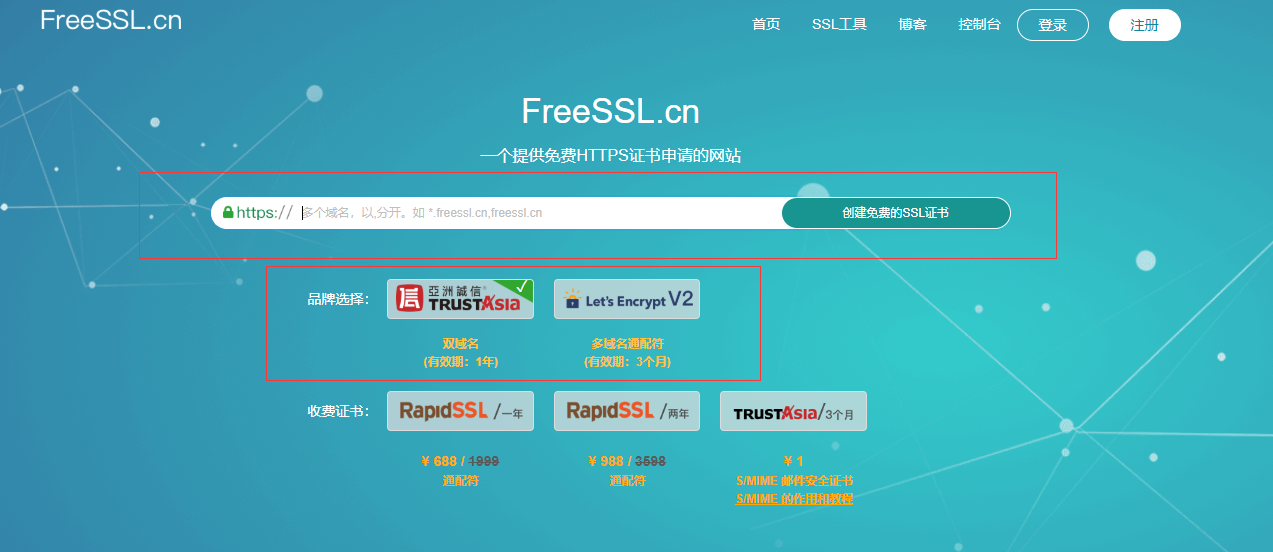 FreeSSL.cn
首页 SSL工具 博客 控制台 登录 注册
FreeSSL.cn
一个提供免费HTTPS证书申请的网站
https:// 多个域名，以,分开。如 *.freessl.cn,freessl.cn 创建免费的SSL证书
品牌选择： 亞洲誠信® TRUSTAsia Let's Encrypt V2
双域名 多域名通配符
(有效期：1年) (有效期：3个月)
收费证书： RapidSSL /一年 RapidSSL /两年 TRUSTAsia/3个月
¥ 688 / 1999 ¥ 988 / 3598 ¥ 1
通配符 通配符 S/MIME 邮件安全证书
S/MIME 的作用和教程